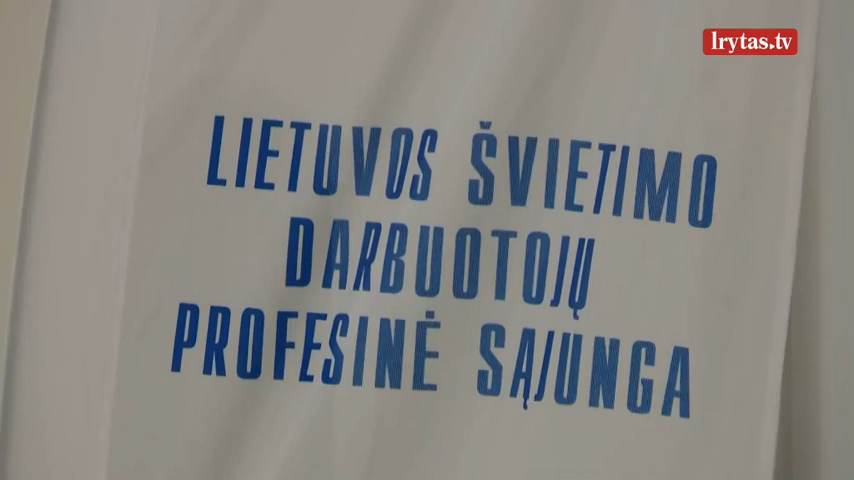 lrytas.tv
LIETUVOS ŠVIETIMO
DARBUOTOJŲ
PROFESINĖ SĄJUNGA